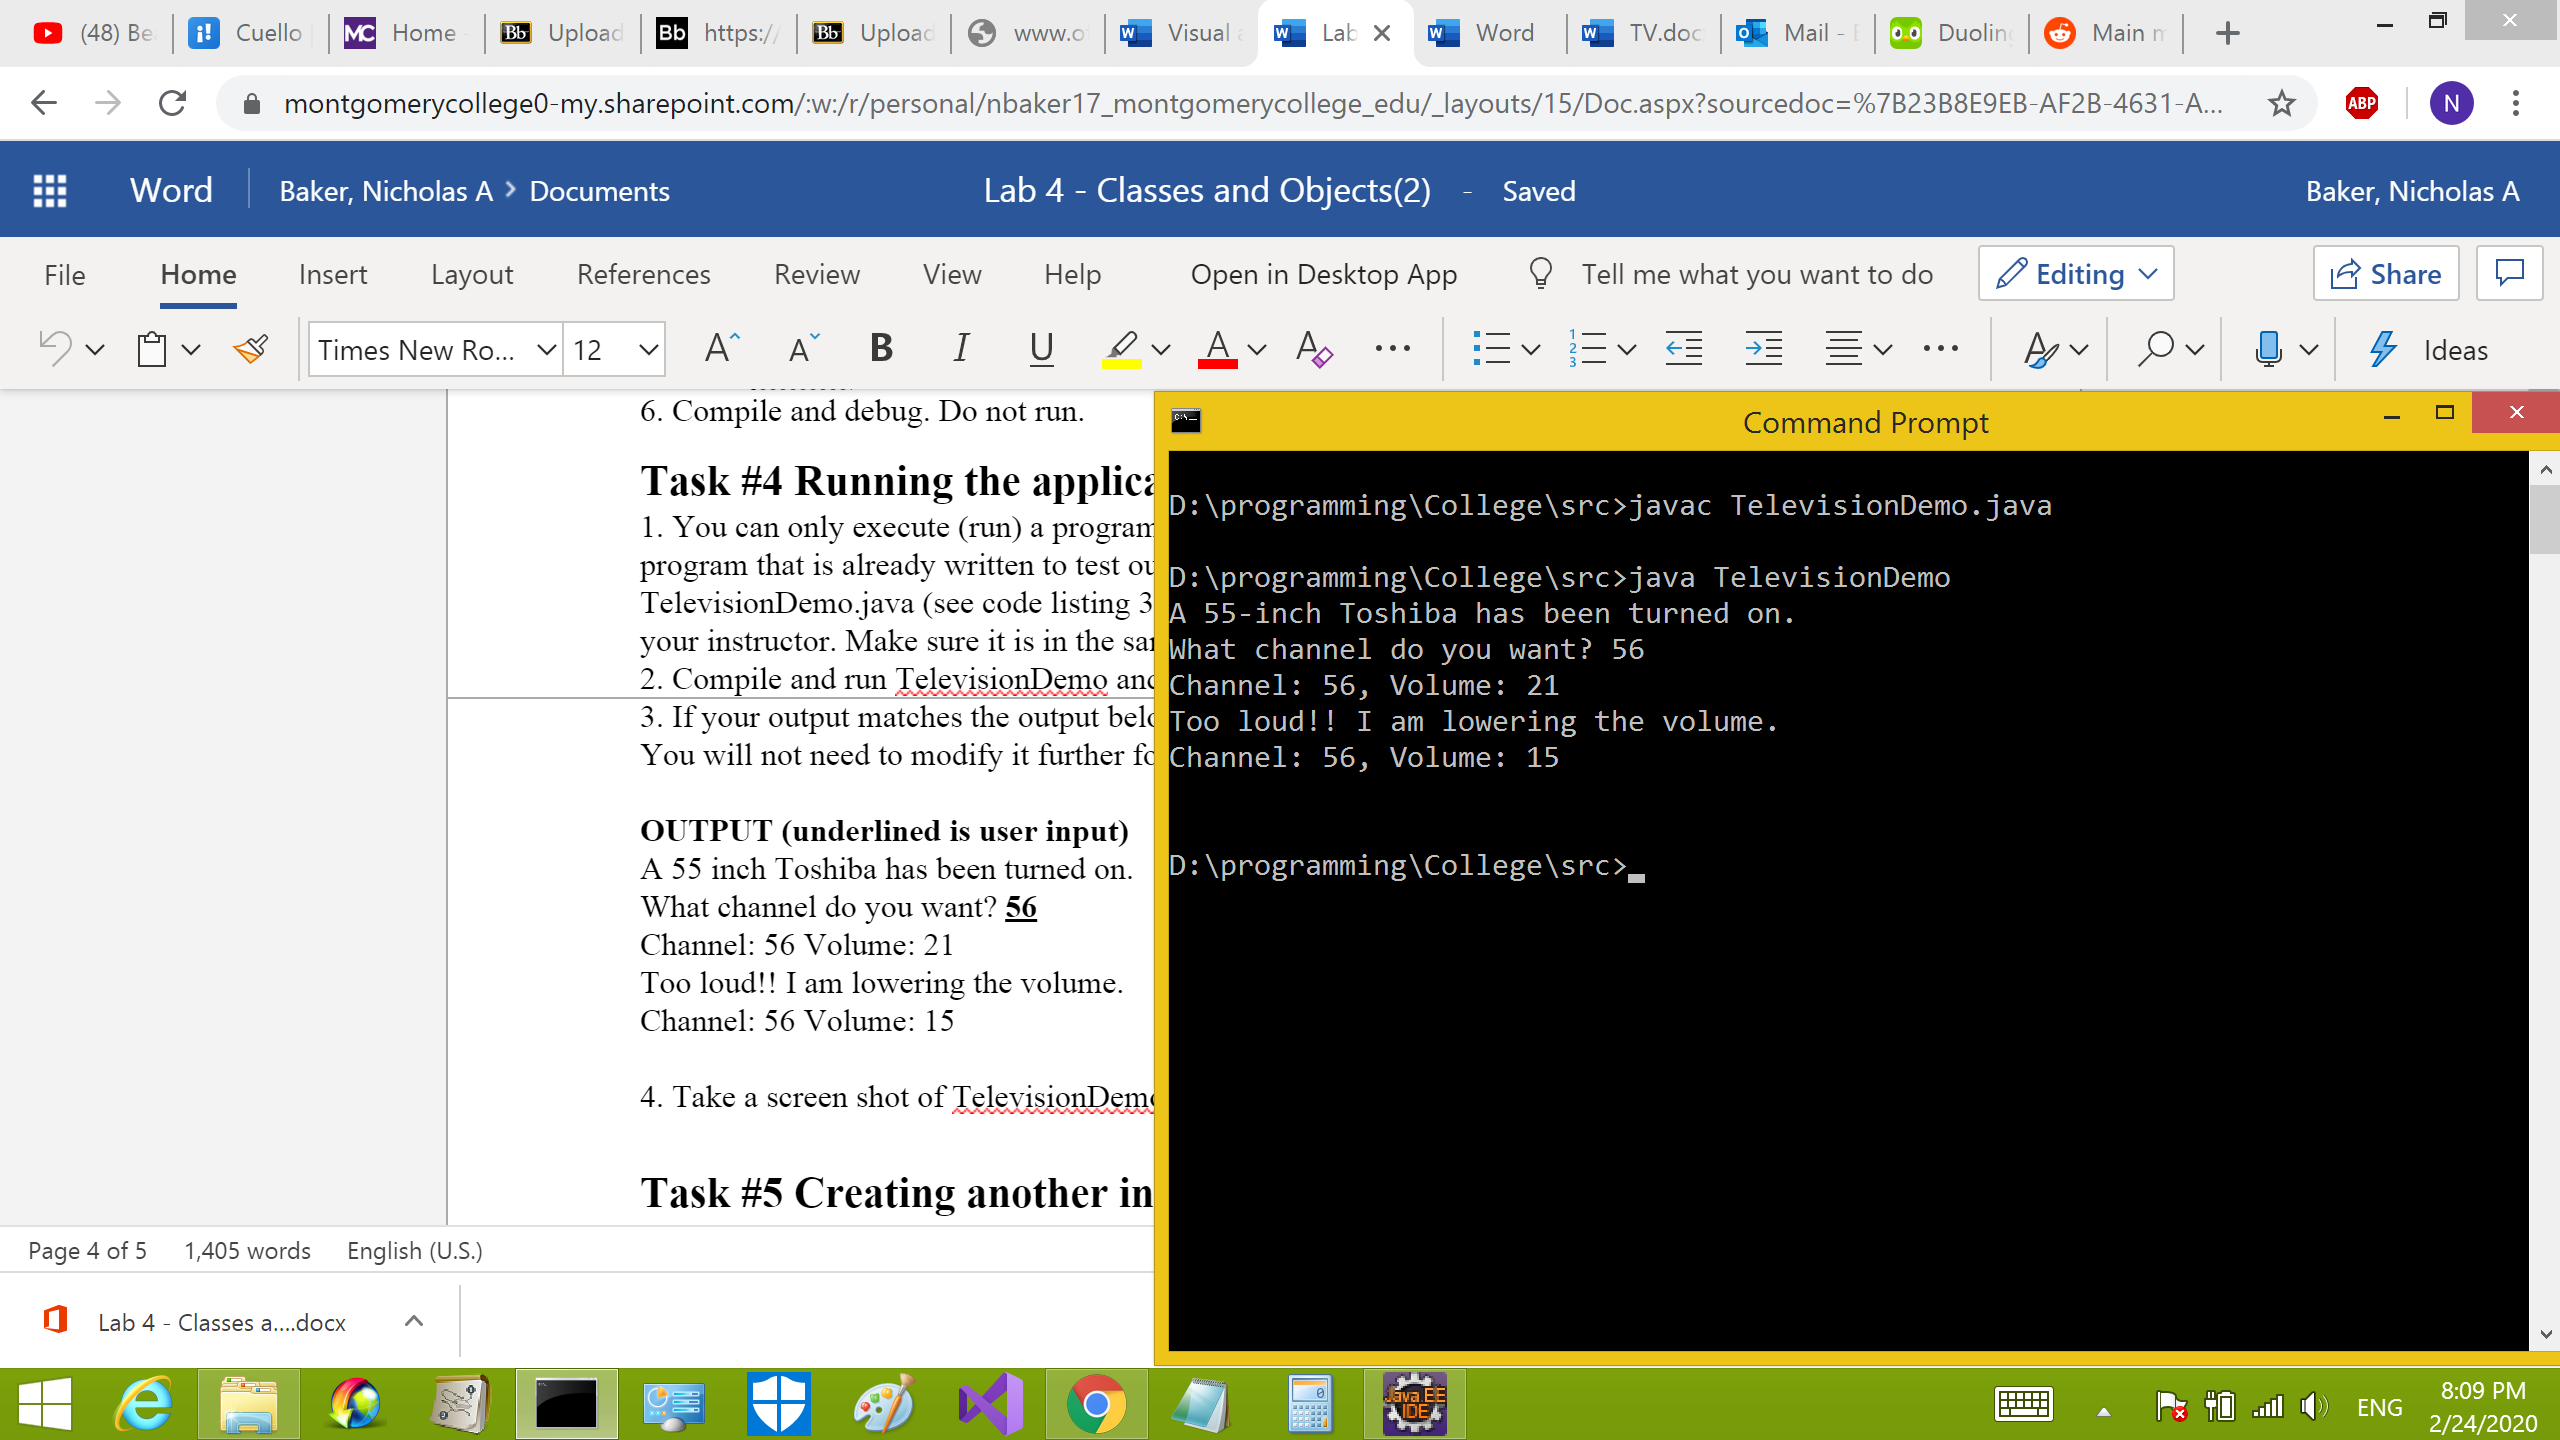 (48) Be
Cuello
Home
Upload
https:/
Upload
www.o
Visual
Lab
Word
TV.doc
Mail -
Duolin
Main m
montgomerycollege0-my.sharepoint.com/:w:/r/personal/nbaker17_montgomerycollege_edu/_layouts/15/Doc.aspx?sourcedoc=%7B23B8E9EB-AF2B-4631-A...
ABP
N
Word
Baker, Nicholas A > Documents
Lab 4 - Classes and Objects(2) - Saved
Baker, Nicholas A
File Home Insert Layout References Review View Help Open in Desktop App Tell me what you want to do Editing Share
Times New Ro... 12 Ideas
6. Compile and debug. Do not run.
Task #4 Running the applica
1. You can only execute (run) a program
program that is already written to test ou
TelevisionDemo.java (see code listing 3
your instructor. Make sure it is in the sa
2. Compile and run TelevisionDemo and
3. If your output matches the output belo
You will not need to modify it further fo
OUTPUT (underlined is user input)
A 55 inch Toshiba has been turned on.
What channel do you want? 56
Channel: 56 Volume: 21
Too loud!! I am lowering the volume.
Channel: 56 Volume: 15
4. Take a screen shot of TelevisionDemo
Task #5 Creating another in
Command Prompt
D:\programming\College\src>javac TelevisionDemo.java
D:\programming\College\src>java TelevisionDemo
A 55-inch Toshiba has been turned on.
What channel do you want? 56
Channel: 56, Volume: 21
Too loud!! I am lowering the volume.
Channel: 56, Volume: 15
D:\programming\College\src>
Page 4 of 5 1,405 words English (U.S.)
Lab 4 - Classes a....docx
Java EE
IDE
ENG
8:09 PM
2/24/2020